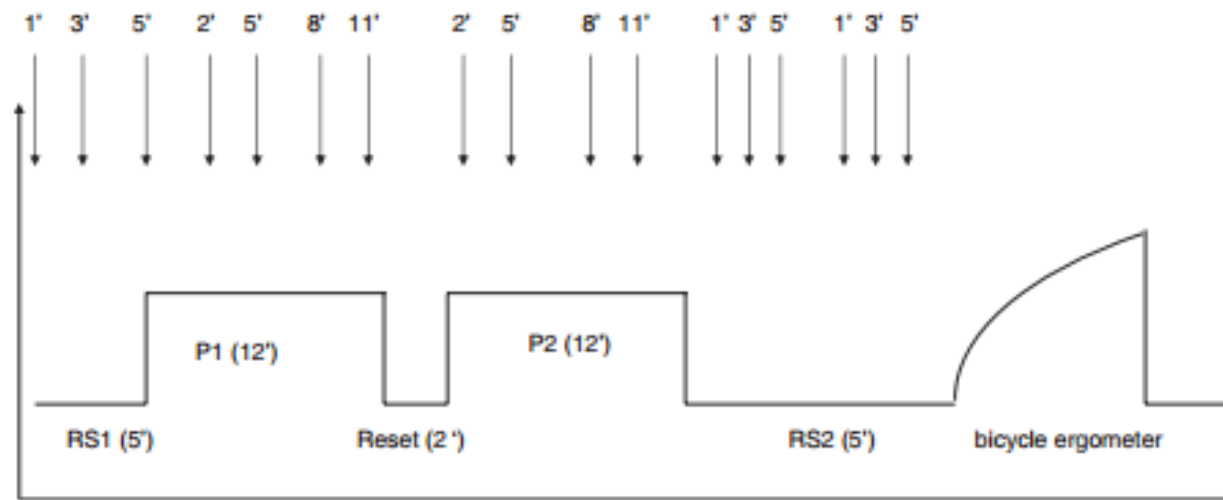 1' 3' 5' 2' 5' 8' 11' 2' 5' 8' 11' 1' 3' 5' 1' 3' 5'
P1 (12') P2 (12')
RS1 (5') Reset (2 ') RS2 (5') bicycle ergometer